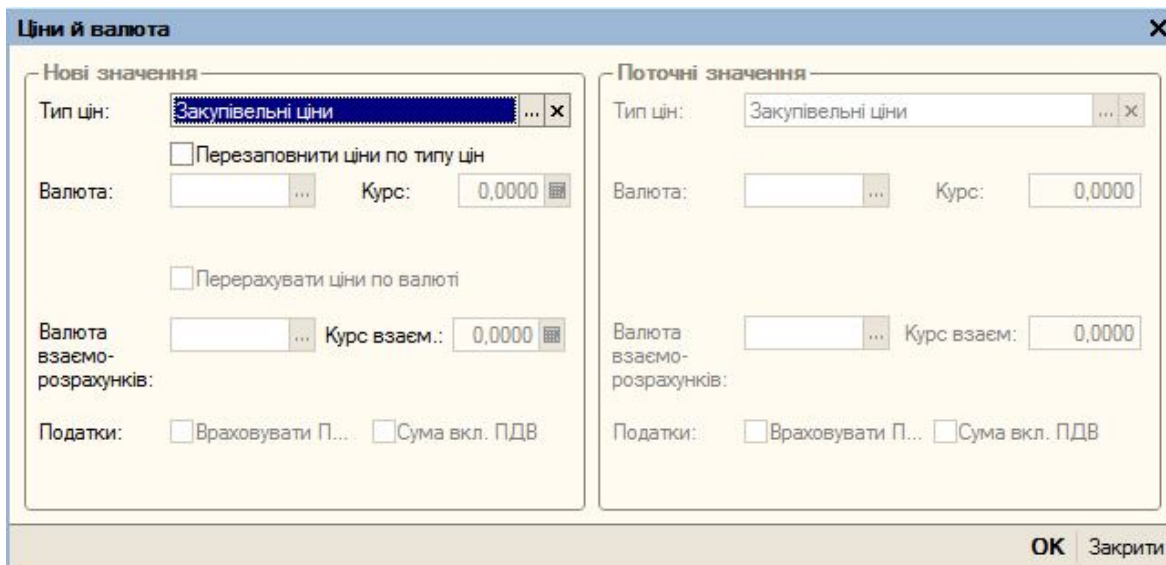 Ціни й валюта
Нові значення
Тип цін: Закупівельні ціни ...
Перезаповнити ціни по типу цін
Валюта: ... Курс: 0,0000
Перерахувати ціни по валюті
Валюта взаємо-розрахунків: ... Курс взаєм.: 0,0000
Податки: Враховувати П... Сума вкл. ПДВ
Поточні значення
Тип цін: Закупівельні ціни ...
Валюта: ... Курс: 0,0000
Валюта взаємо-розрахунків: ... Курс взаєм: 0,0000
Податки: Враховувати П... Сума вкл. ПДВ
OK Закрити